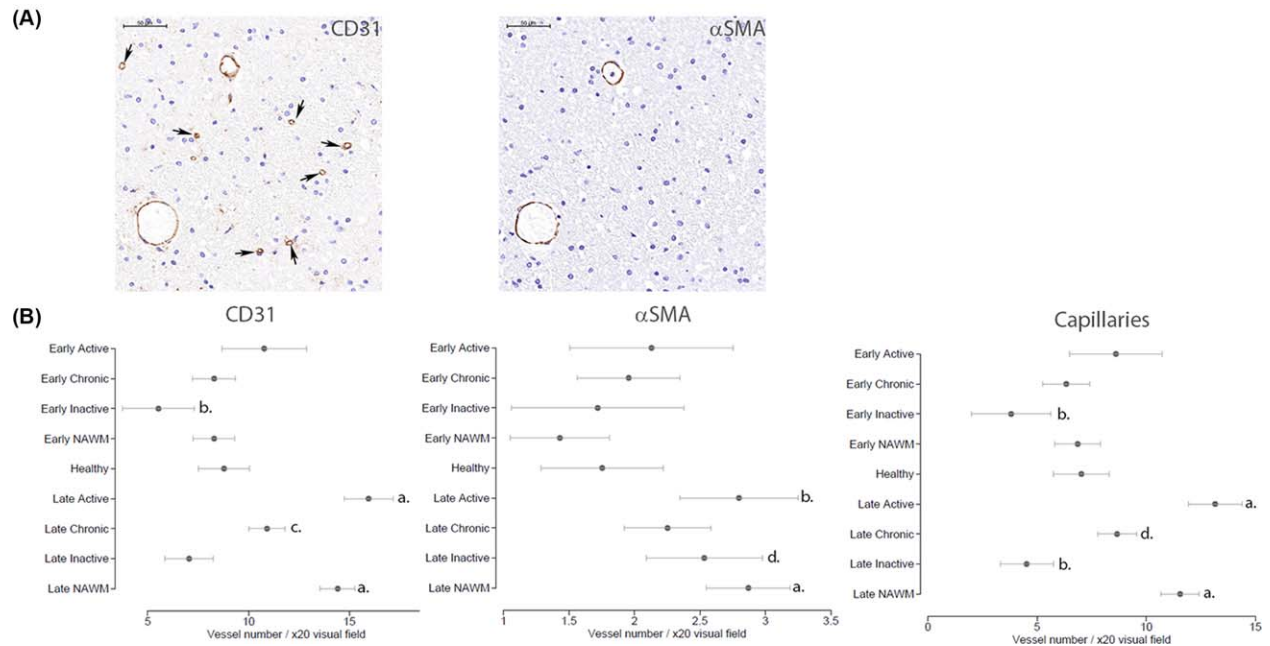 (A)
50 µm
CD31
50 µm
αSMA
(B)
CD31
Early Active
Early Chronic
Early Inactive
b.
Early NAWM
Healthy
Late Active
a.
Late Chronic
c.
Late Inactive
Late NAWM
a.
5
10
15
Vessel number / x20 visual field
αSMA
Early Active
Early Chronic
Early Inactive
Early NAWM
Healthy
Late Active
b.
Late Chronic
Late Inactive
d.
Late NAWM
a.
1
1.5
2
2.5
3
3.5
Vessel number / x20 visual field
Capillaries
Early Active
Early Chronic
Early Inactive
b.
Early NAWM
Healthy
Late Active
a.
Late Chronic
d.
Late Inactive
b.
Late NAWM
a.
0
5
10
15
Vessel number / x20 visual field